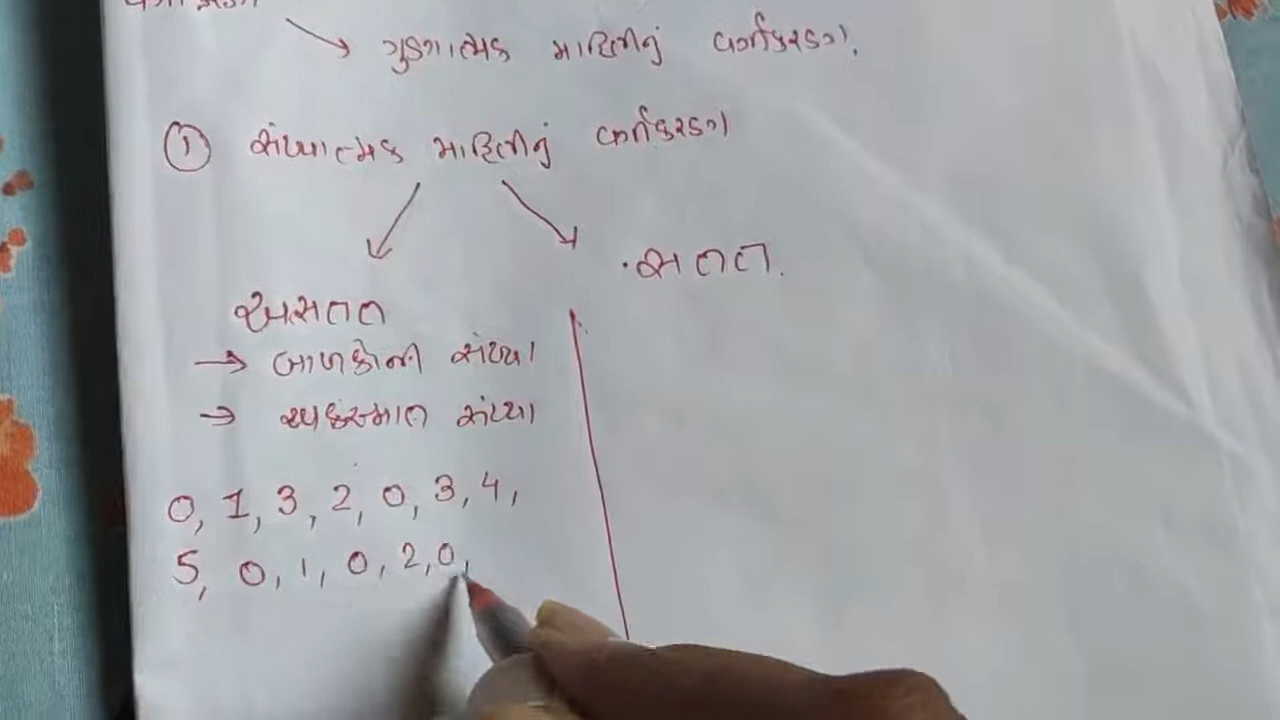 ગુણાત્મક માહિતીનું વર્ગીકરણ.
① સંખ્યાત્મક માહિતીનું વર્ગીકરણ
અસતત
• સતત.
→ બાળકોની સંખ્યા
→ અકસ્માત સંખ્યા
0, 1, 3, 2, 0, 3, 4,
5, 0, 1, 0, 2, 0,